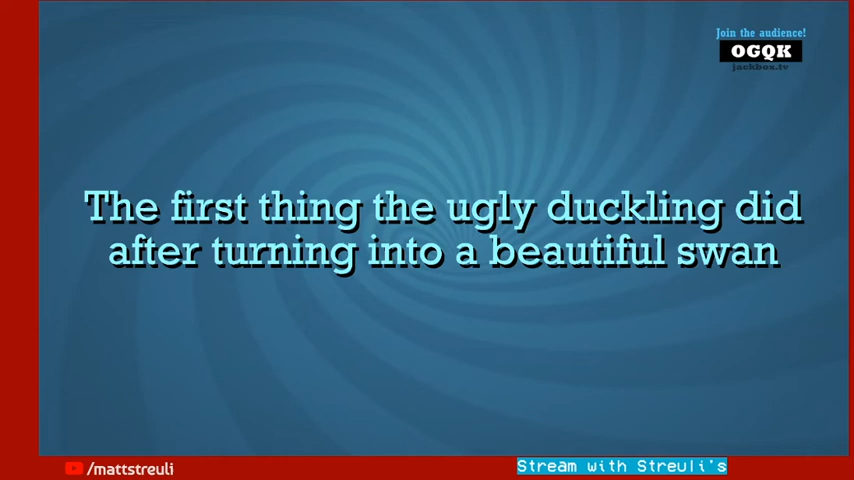 Join the audience!
OGQK
jackbox.tv
The first thing the ugly duckling did
after turning into a beautiful swan
/mattstreuli
Stream with Streuli's